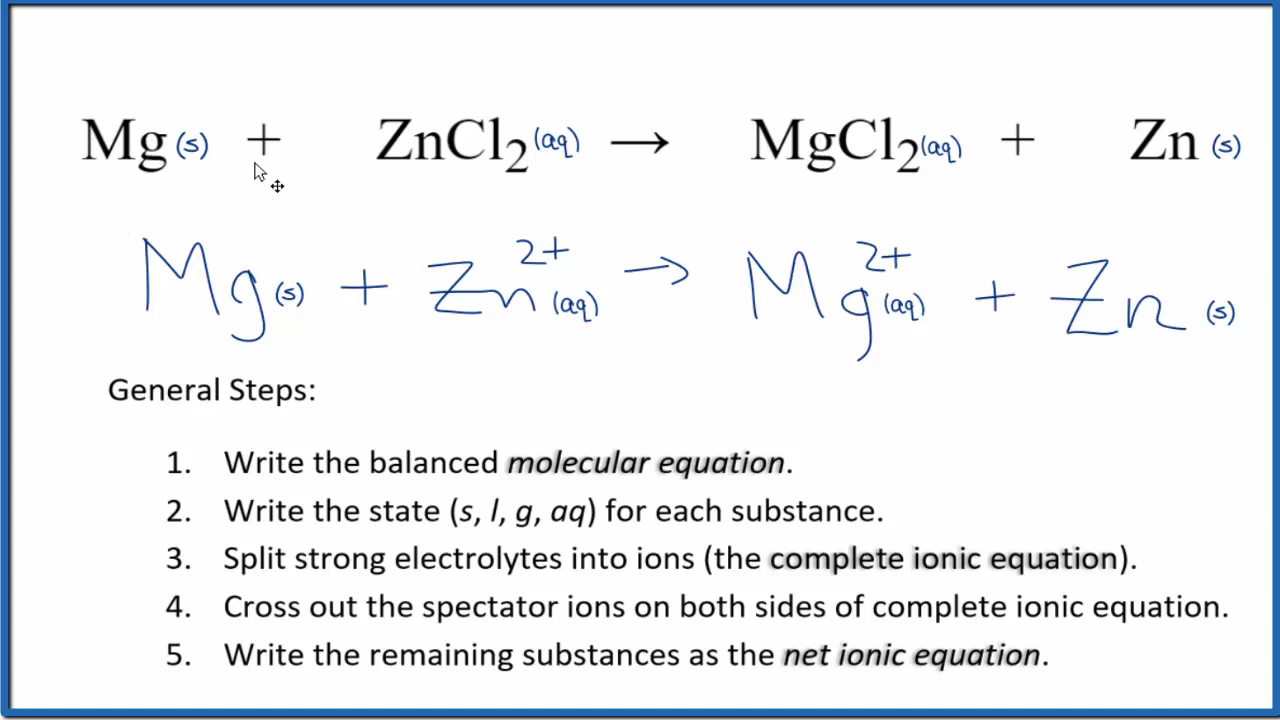 Mg (s) + ZnCl₂ (aq) → MgCl₂ (aq) + Zn (s)
Mg (s) + Zn²⁺ (aq) → Mg²⁺ (aq) + Zn (s)
General Steps:
1. Write the balanced molecular equation.
2. Write the state (s, l, g, aq) for each substance.
3. Split strong electrolytes into ions (the complete ionic equation).
4. Cross out the spectator ions on both sides of complete ionic equation.
5. Write the remaining substances as the net ionic equation.